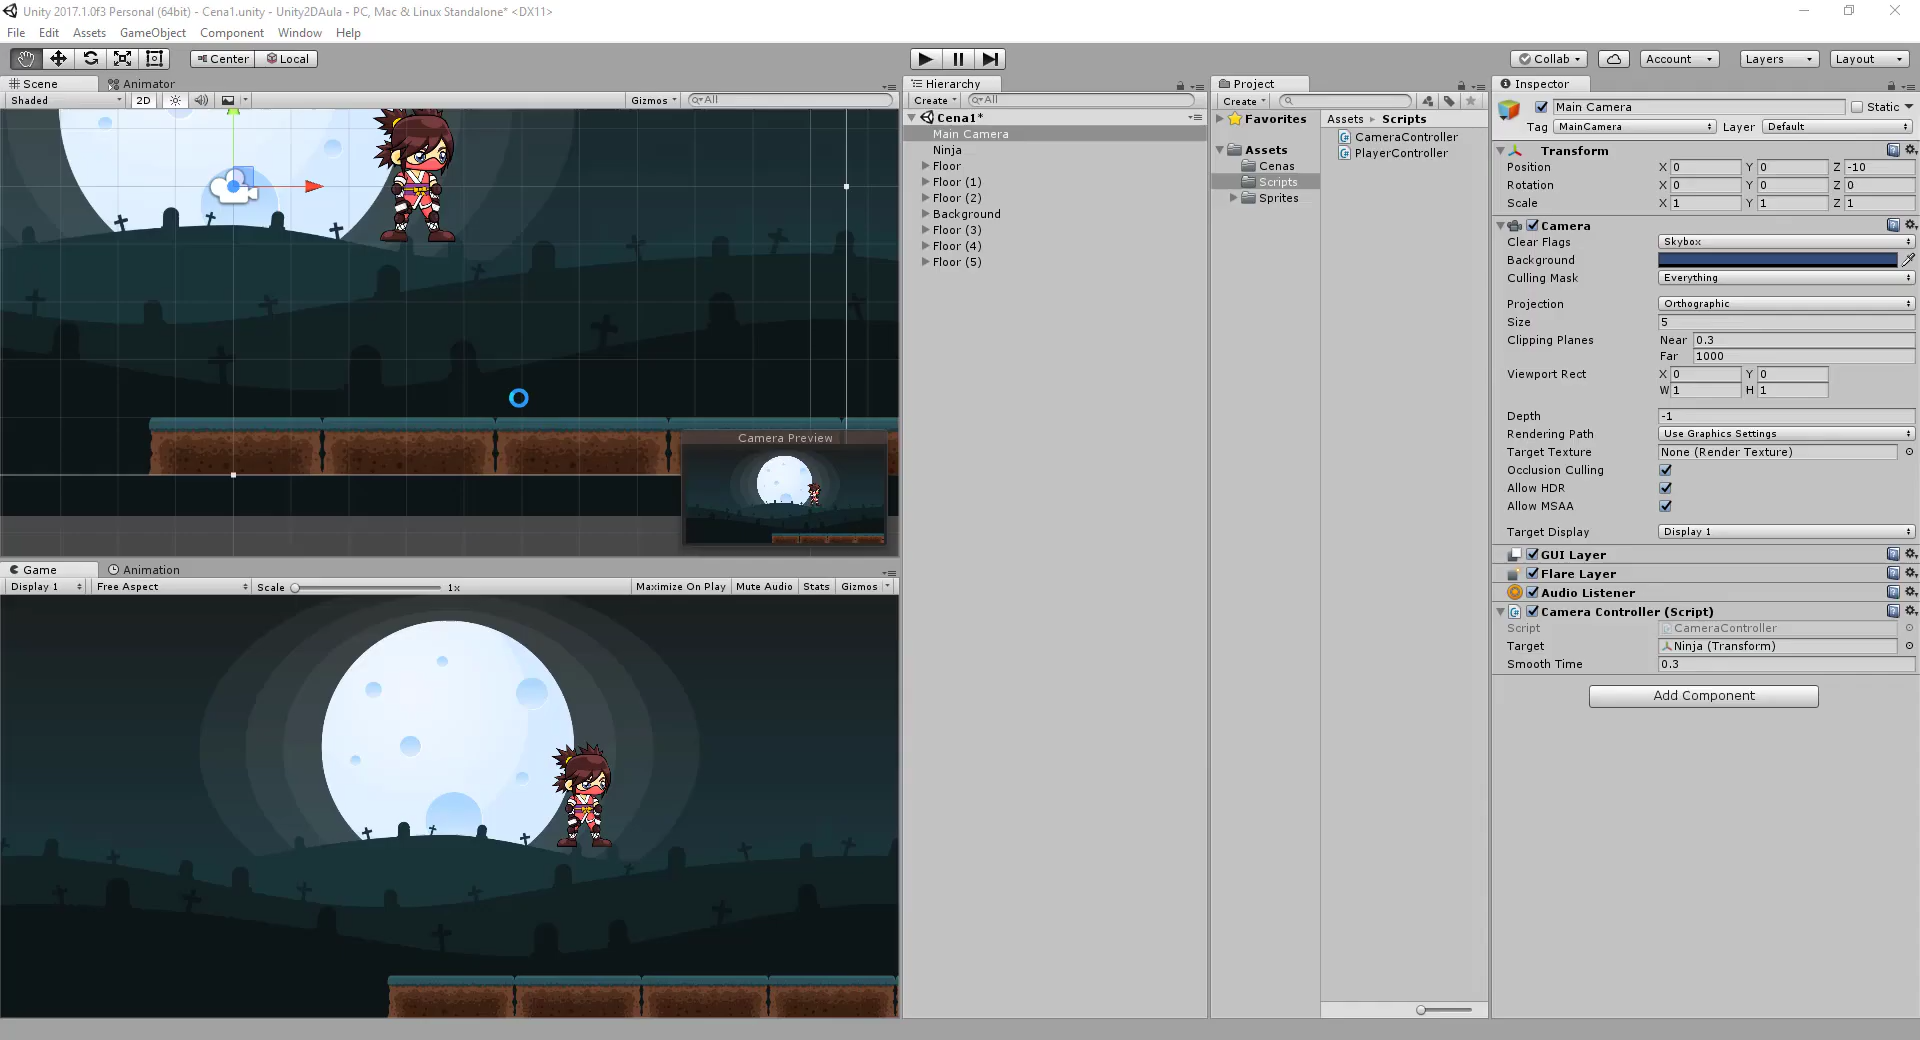 Unity 2017.1.0f3 Personal (64bit) - Cena1.unity - Unity2DAula - PC, Mac & Linux Standalone* <DX11>
File Edit Assets GameObject Component Window Help
Center Local
Collab Account Layers Layout
Scene Animator
Shaded 2D Gizmos All
Camera Preview
Game Animation
Display 1 Free Aspect Scale 1x Maximize On Play Mute Audio Stats Gizmos
Hierarchy
Create All
Cena1*
Main Camera
Ninja
Floor
Floor (1)
Floor (2)
Background
Floor (3)
Floor (4)
Floor (5)
Project
Create
Favorites
Assets
Cenas
Scripts
Sprites
Assets Scripts
CameraController
PlayerController
Inspector
Main Camera Static
Tag MainCamera Layer Default
Transform
Position X 0 Y 0 Z -10
Rotation X 0 Y 0 Z 0
Scale X 1 Y 1 Z 1
Camera
Clear Flags Skybox
Background
Culling Mask Everything
Projection Orthographic
Size 5
Clipping Planes Near 0.3
Far 1000
Viewport Rect X 0 Y 0
W 1 H 1
Depth -1
Rendering Path Use Graphics Settings
Target Texture None (Render Texture)
Occlusion Culling
Allow HDR
Allow MSAA
Target Display Display 1
GUI Layer
Flare Layer
Audio Listener
Camera Controller (Script)
Script CameraController
Target Ninja (Transform)
Smooth Time 0.3
Add Component